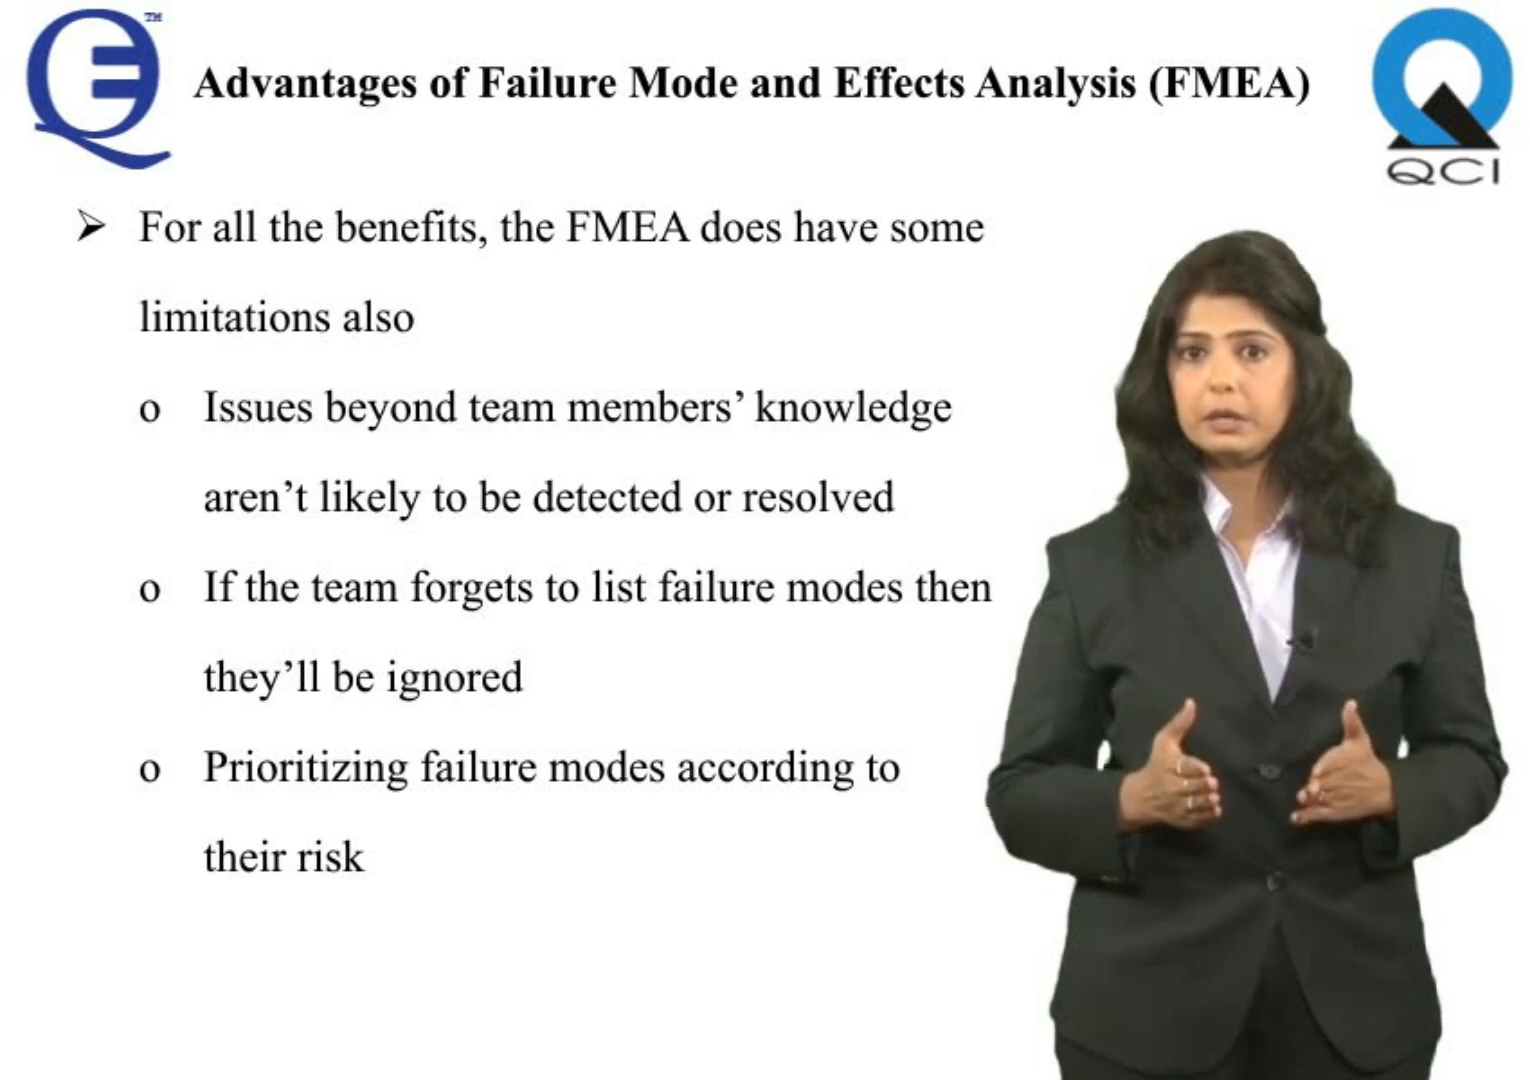 TM
Advantages of Failure Mode and Effects Analysis (FMEA)
QCI
➢ For all the benefits, the FMEA does have some
limitations also
o Issues beyond team members’ knowledge
aren’t likely to be detected or resolved
o If the team forgets to list failure modes then
they’ll be ignored
o Prioritizing failure modes according to
their risk